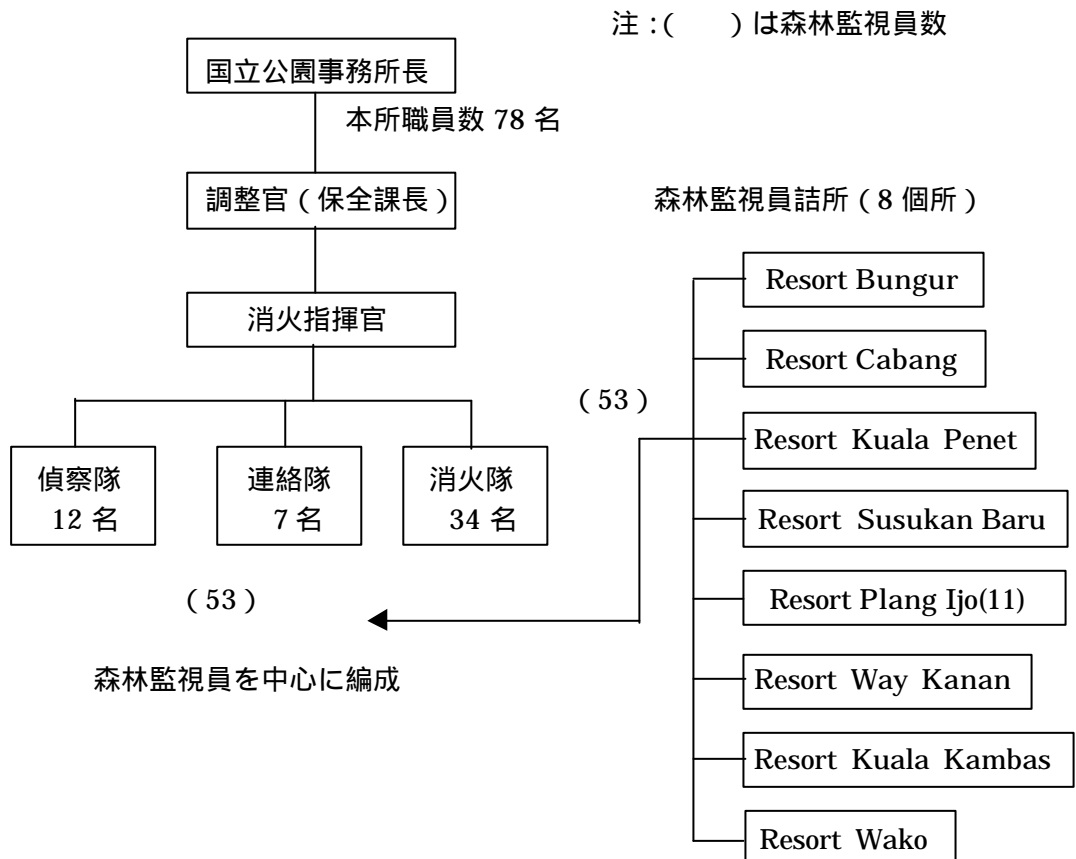 注:(　　)は森林監視員数
国立公園事務所長
本所職員数 78 名
調整官(保全課長)
消火指揮官
偵察隊
12 名
連絡隊
7 名
消火隊
34 名
(53)
森林監視員を中心に編成
森林監視員詰所(8 個所)
(53)
Resort Bungur
Resort Cabang
Resort Kuala Penet
Resort Susukan Baru
Resort Plang Ijo(11)
Resort Way Kanan
Resort Kuala Kambas
Resort Wako